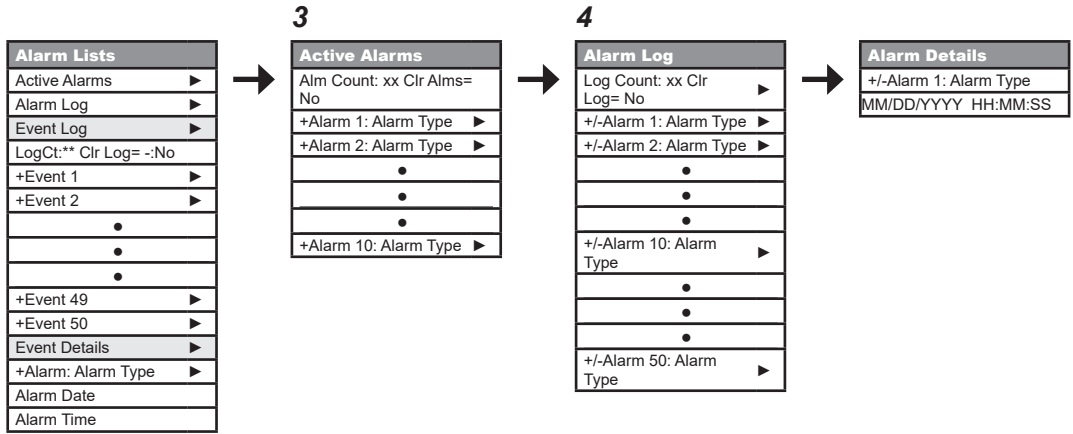 3
4
Alarm Lists
Active Alarms ►
Alarm Log ►
Event Log ►
LogCt:** Clr Log= -:No
+Event 1 ►
+Event 2 ►
●
●
●
+Event 49 ►
+Event 50 ►
Event Details ►
+Alarm: Alarm Type ►
Alarm Date
Alarm Time
Active Alarms
Alm Count: xx Clr Alms=
No
+Alarm 1: Alarm Type ►
+Alarm 2: Alarm Type ►
●
●
●
+Alarm 10: Alarm Type ►
Alarm Log
Log Count: xx Clr
Log= No ►
+/-Alarm 1: Alarm Type ►
+/-Alarm 2: Alarm Type ►
●
●
●
+/-Alarm 10: Alarm
Type ►
●
●
●
+/-Alarm 50: Alarm
Type ►
Alarm Details
+/-Alarm 1: Alarm Type
MM/DD/YYYY HH:MM:SS